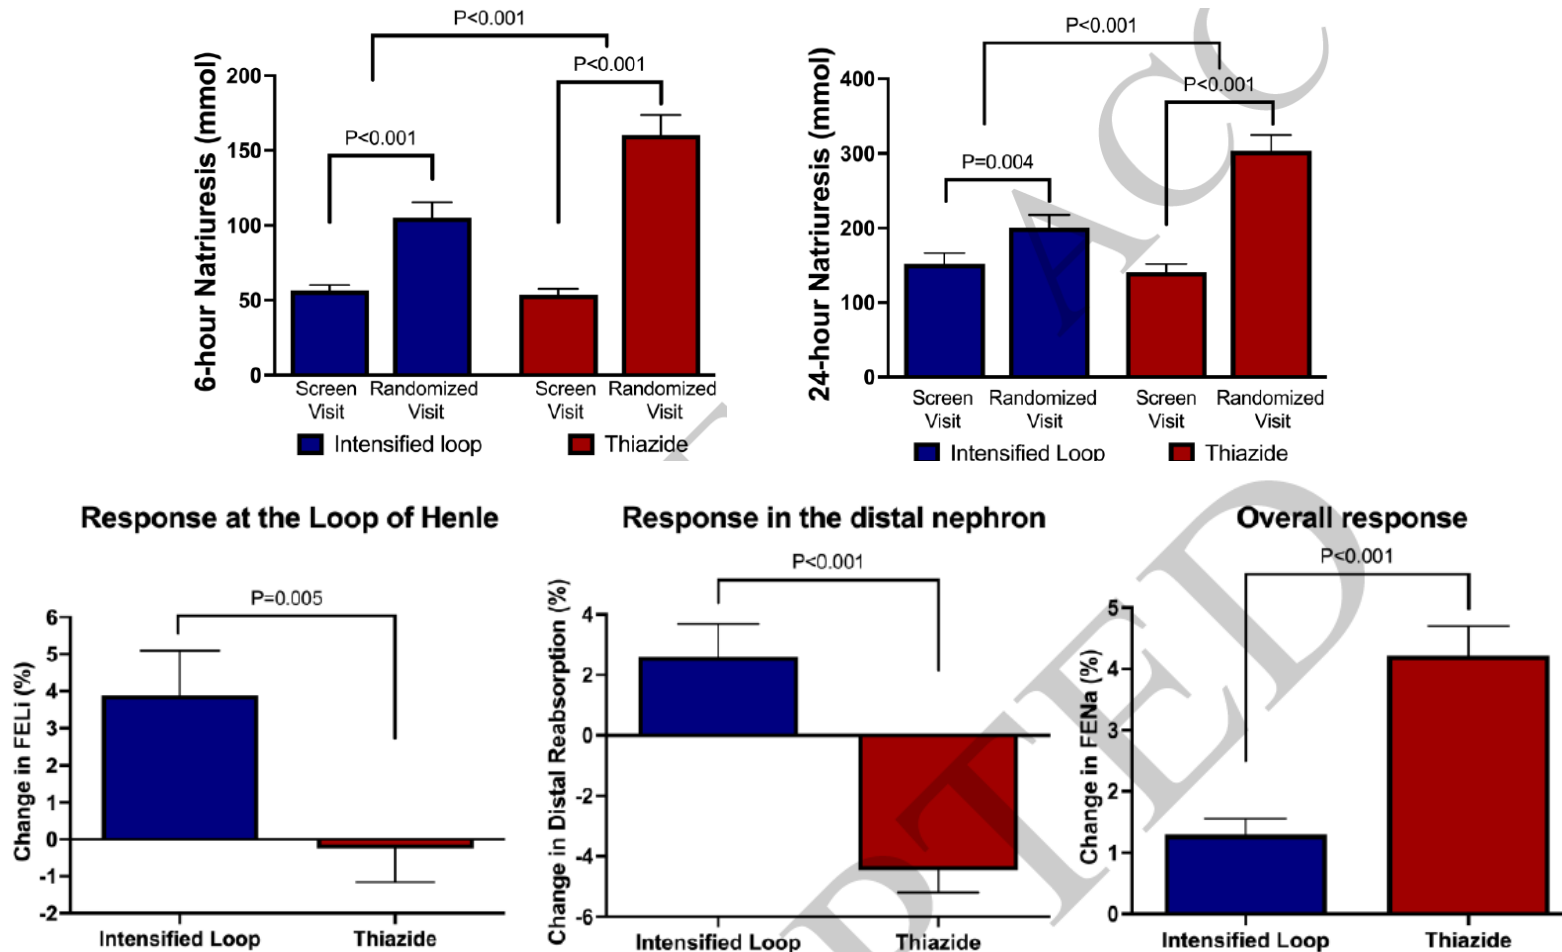 P<0.001
P<0.001
P<0.001
6-hour Natriuresis (mmol)
200
150
100
50
0
Screen Visit
Randomized Visit
Screen Visit
Randomized Visit
Intensified loop
Thiazide
P<0.001
P<0.001
P=0.004
24-hour Natriuresis (mmol)
400
300
200
100
0
Screen Visit
Randomized Visit
Screen Visit
Randomized Visit
Intensified Loop
Thiazide
ACC
Response at the Loop of Henle
P=0.005
Change in FELi (%)
6
5
4
3
2
1
0
-1
-2
Intensified Loop
Thiazide
Response in the distal nephron
P<0.001
Change in Distal Reabsorption (%)
4
2
0
-2
-4
-6
Intensified Loop
Thiazide
Overall response
P<0.001
Change in FENa (%)
5
4
3
2
1
0
Intensified Loop
Thiazide
PTED